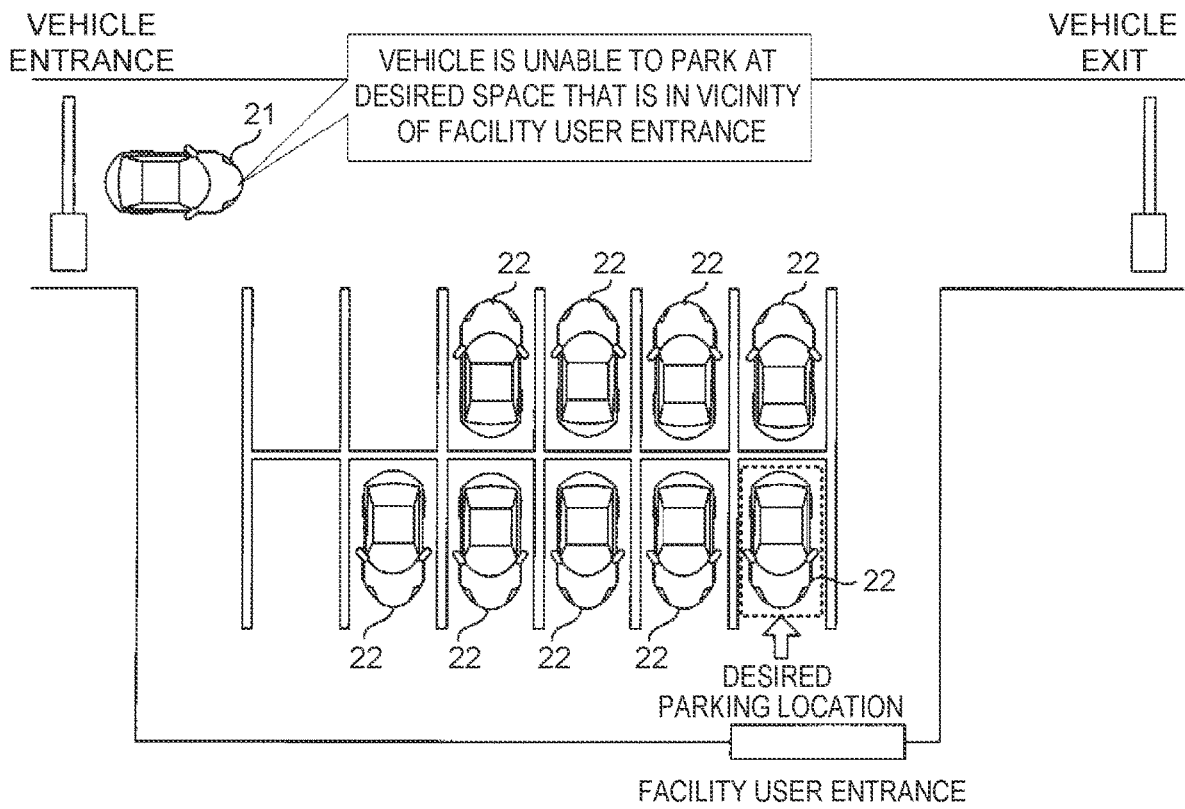 VEHICLE
ENTRANCE
VEHICLE IS UNABLE TO PARK AT
DESIRED SPACE THAT IS IN VICINITY
OF FACILITY USER ENTRANCE
VEHICLE
EXIT
21
22 22 22 22
22
22 22 22 22
DESIRED
PARKING LOCATION
FACILITY USER ENTRANCE